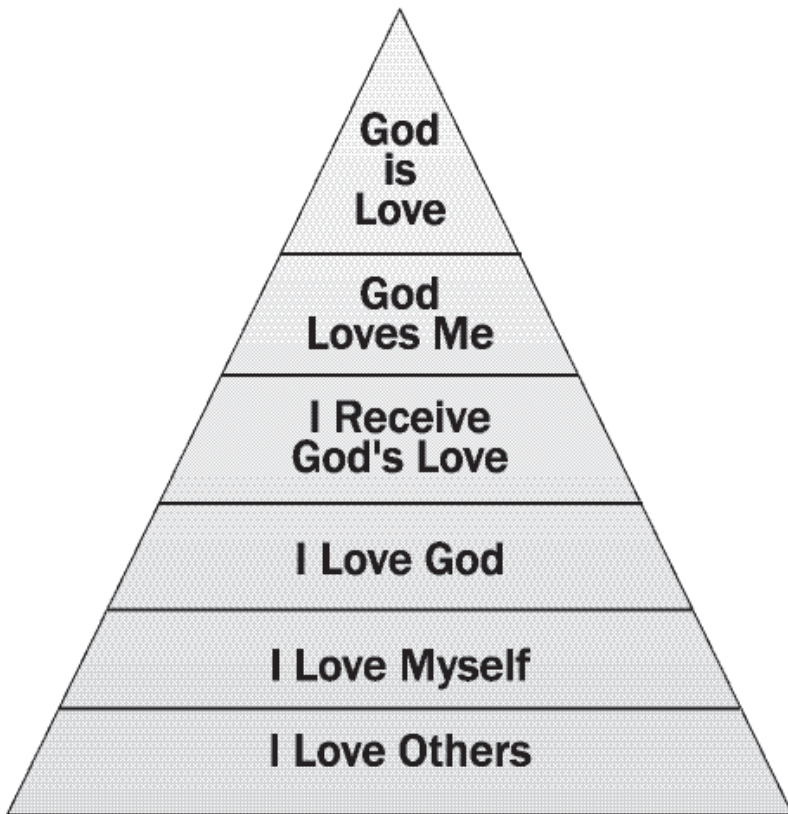 God
is
Love
God
Loves Me
I Receive
God's Love
I Love God
I Love Myself
I Love Others